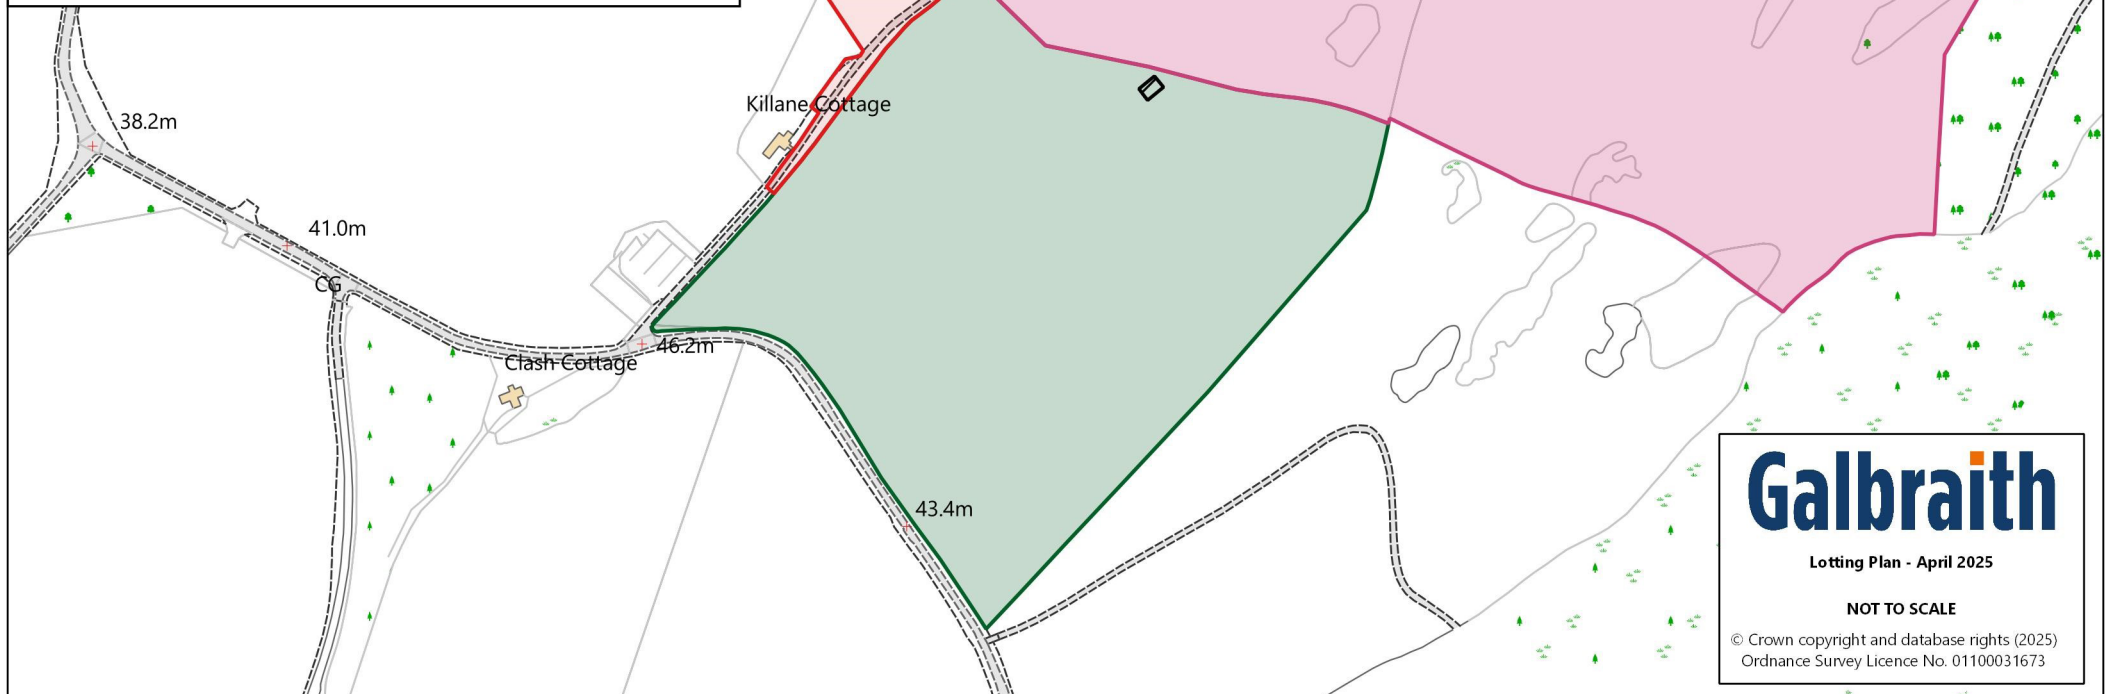 Killane Cottage
38.2m
41.0m
CG
46.2m
Clash Cottage
43.4m
Galbraith
Lotting Plan - April 2025
NOT TO SCALE
© Crown copyright and database rights (2025)
Ordnance Survey Licence No. 01100031673